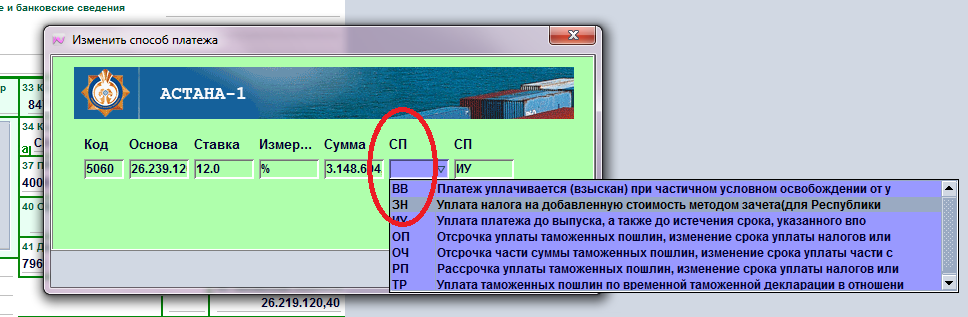 е и банковские сведения
Изменить способ платежа
АСТАНА-1
Код Основа Ставка Измер... Сумма СП СП
5060 26.239.12 12.0 % 3.148.694 ИУ
ВВ Платеж уплачивается (взыскан) при частичном условном освобождении от у
ЗН Уплата налога на добавленную стоимость методом зачета(для Республики
ИУ Уплата платежа до выпуска, а также до истечения срока, указанного впо
ОП Отсрочка уплаты таможенных пошлин, изменение срока уплаты налогов или
ОЧ Отсрочка части суммы таможенных пошлин, изменение срока уплаты части с
РП Рассрочка уплаты таможенных пошлин, изменение срока уплаты налогов или
ТР Уплата таможенных пошлин по временной таможенной декларации в отношени
р
33 К
84
34 К
а| С
37 П
400
40 О
41 Д
796
26.219.120,40